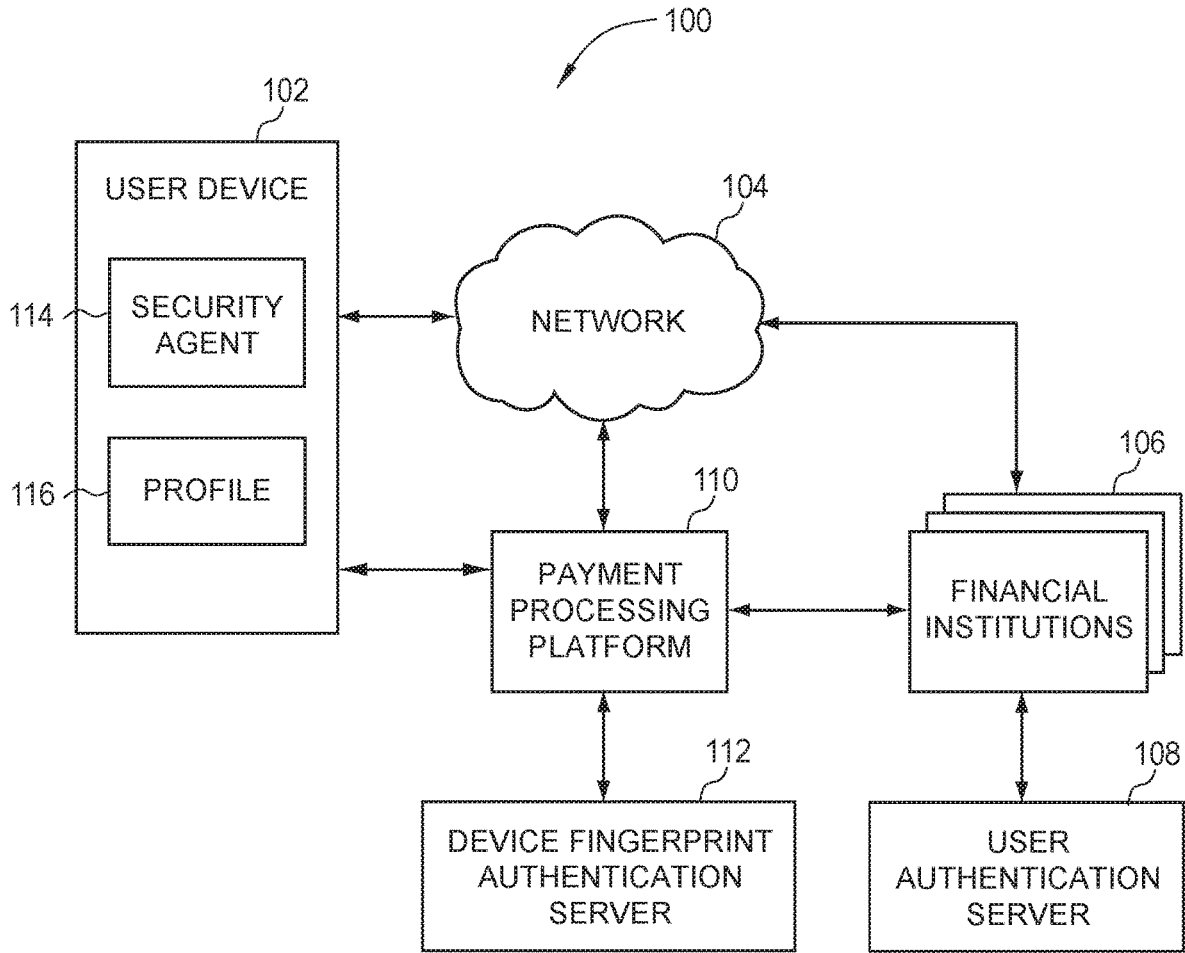 100
102
USER DEVICE
104
114
SECURITY
AGENT
NETWORK
116
PROFILE
110
106
PAYMENT
PROCESSING
PLATFORM
FINANCIAL
INSTITUTIONS
112
108
DEVICE FINGERPRINT
AUTHENTICATION
SERVER
USER
AUTHENTICATION
SERVER